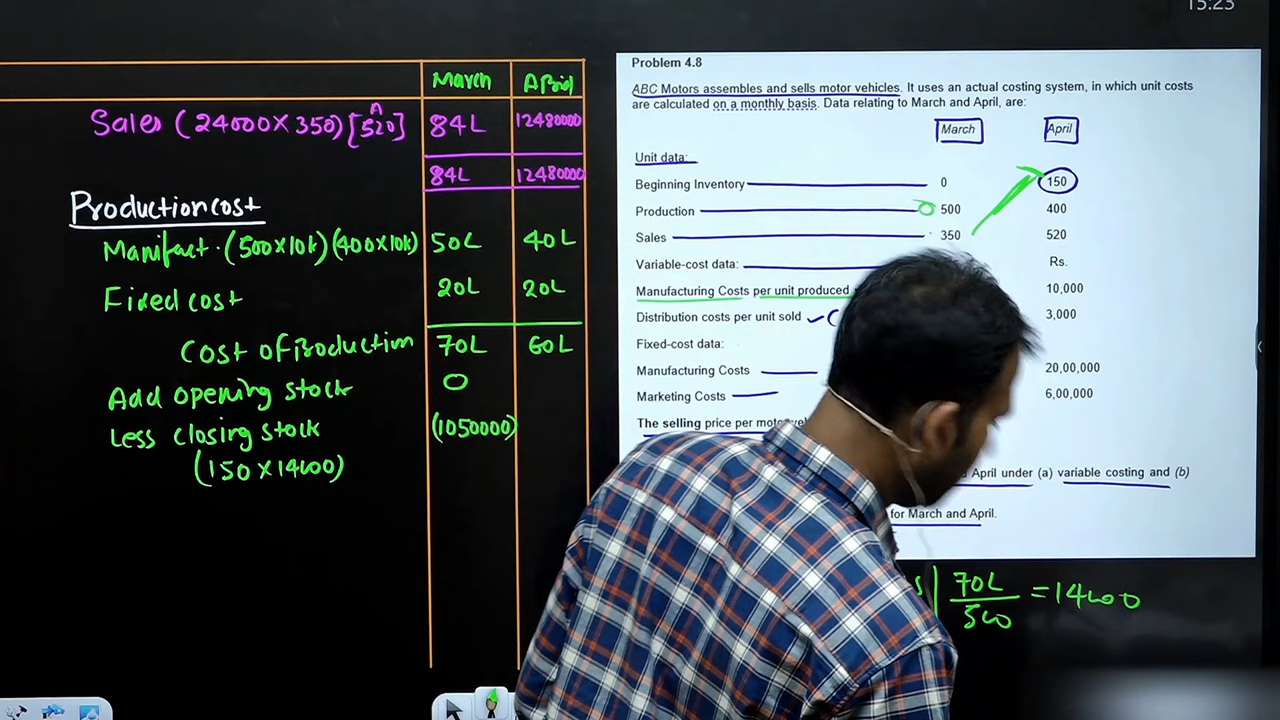 15:23
March April
Sales (24000 X 350) [520] A 84L 12480000
84L 12480000
Production cost
Manifact. (500 X 10k) (400 X 10k) 50L 40L
Fixed cost 20L 20L
Cost of Production 70L 60L
Add opening stock 0
Less closing stock (1050000)
(150 X 14000)
Problem 4.8
ABC Motors assembles and sells motor vehicles. It uses an actual costing system, in which unit costs
are calculated on a monthly basis. Data relating to March and April, are:
March April
Unit data:
Beginning Inventory 0 150
Production 500 400
Sales 350 520
Variable-cost data: Rs.
Manufacturing Costs per unit produced 10,000
Distribution costs per unit sold 3,000
Fixed-cost data:
Manufacturing Costs 20,00,000
Marketing Costs 6,00,000
The selling price per
April under (a) variable costing and (b)
for March and April.
70L
500 = 14000